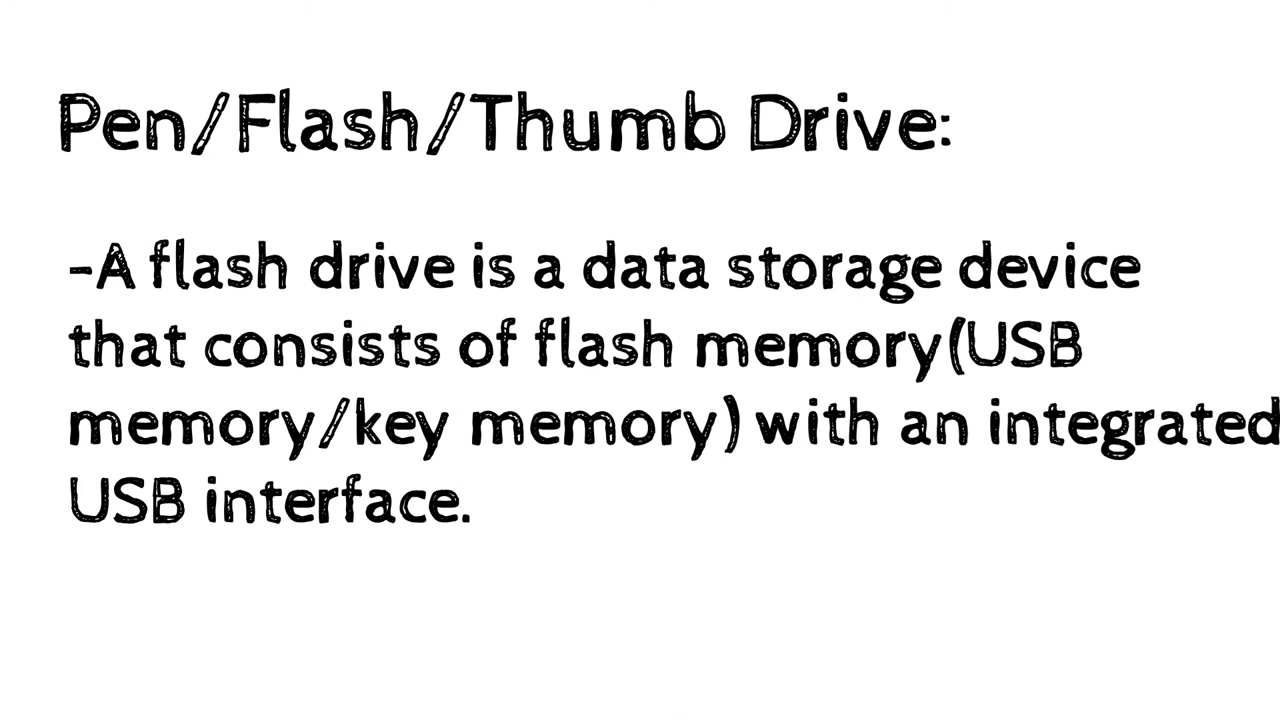 Pen/Flash/Thumb Drive:
-A flash drive is a data storage device
that consists of flash memory(USB
memory/key memory) with an integrated
USB interface.